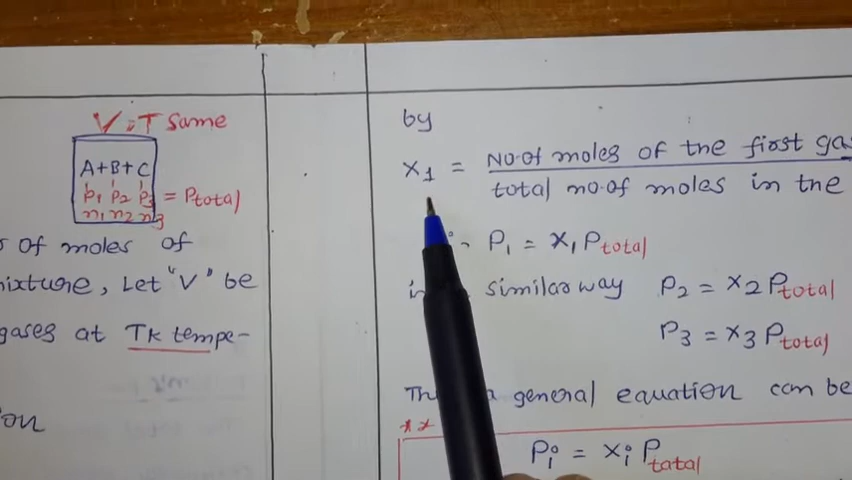 V, T Same
A+B+C
P1 P2 P3 = Ptotal
n1 n2 n3
of moles of
mixture, Let "V" be
gases at Tk tempe-
by
x1 = No.of moles of the first gas
total no.of moles in the
P1 = x1 Ptotal
similar way P2 = x2 Ptotal
P3 = x3 Ptotal
general equation can be
**
Pi = xi Ptatal